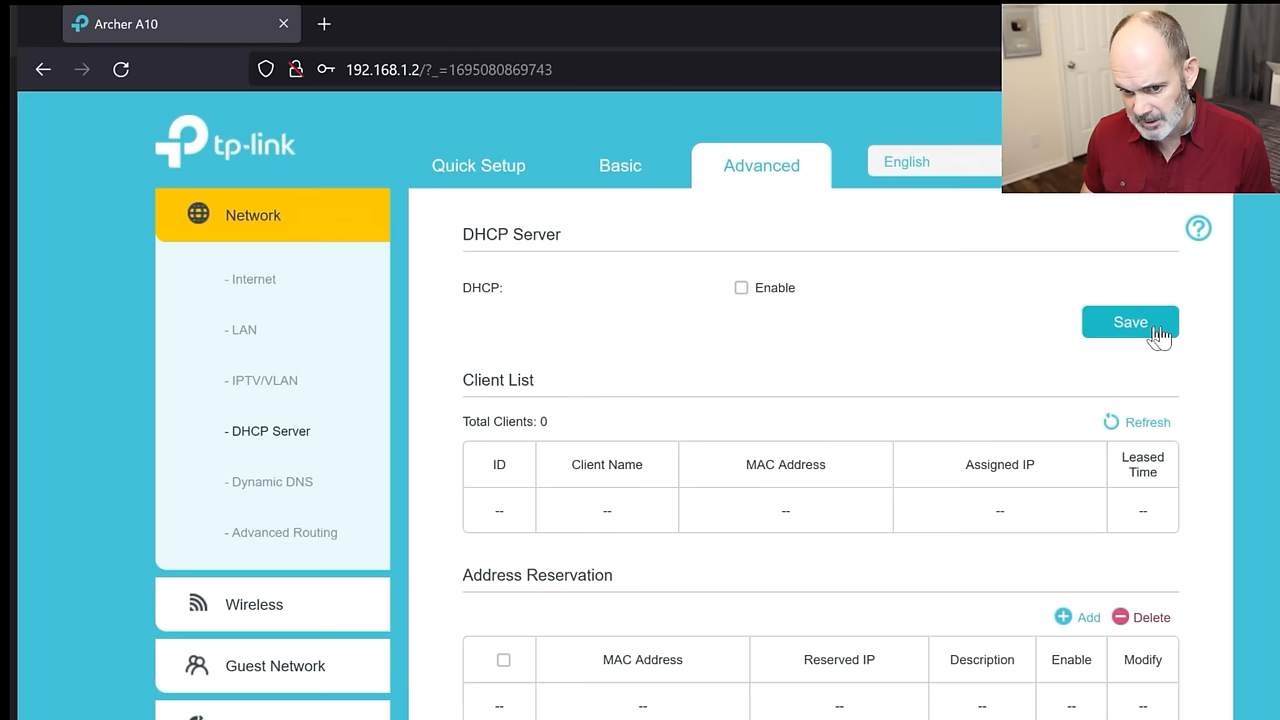 Archer A10
192.168.1.2/?_=1695080869743
tp-link
Quick Setup
Basic
Advanced
English
Network
- Internet
- LAN
- IPTV/VLAN
- DHCP Server
- Dynamic DNS
- Advanced Routing
Wireless
Guest Network
DHCP Server
DHCP:
Enable
Save
Client List
Total Clients: 0
Refresh
ID
Client Name
MAC Address
Assigned IP
Leased
Time
--
--
--
--
--
Address Reservation
Add
Delete
MAC Address
Reserved IP
Description
Enable
Modify
--
--
--
--
--
--